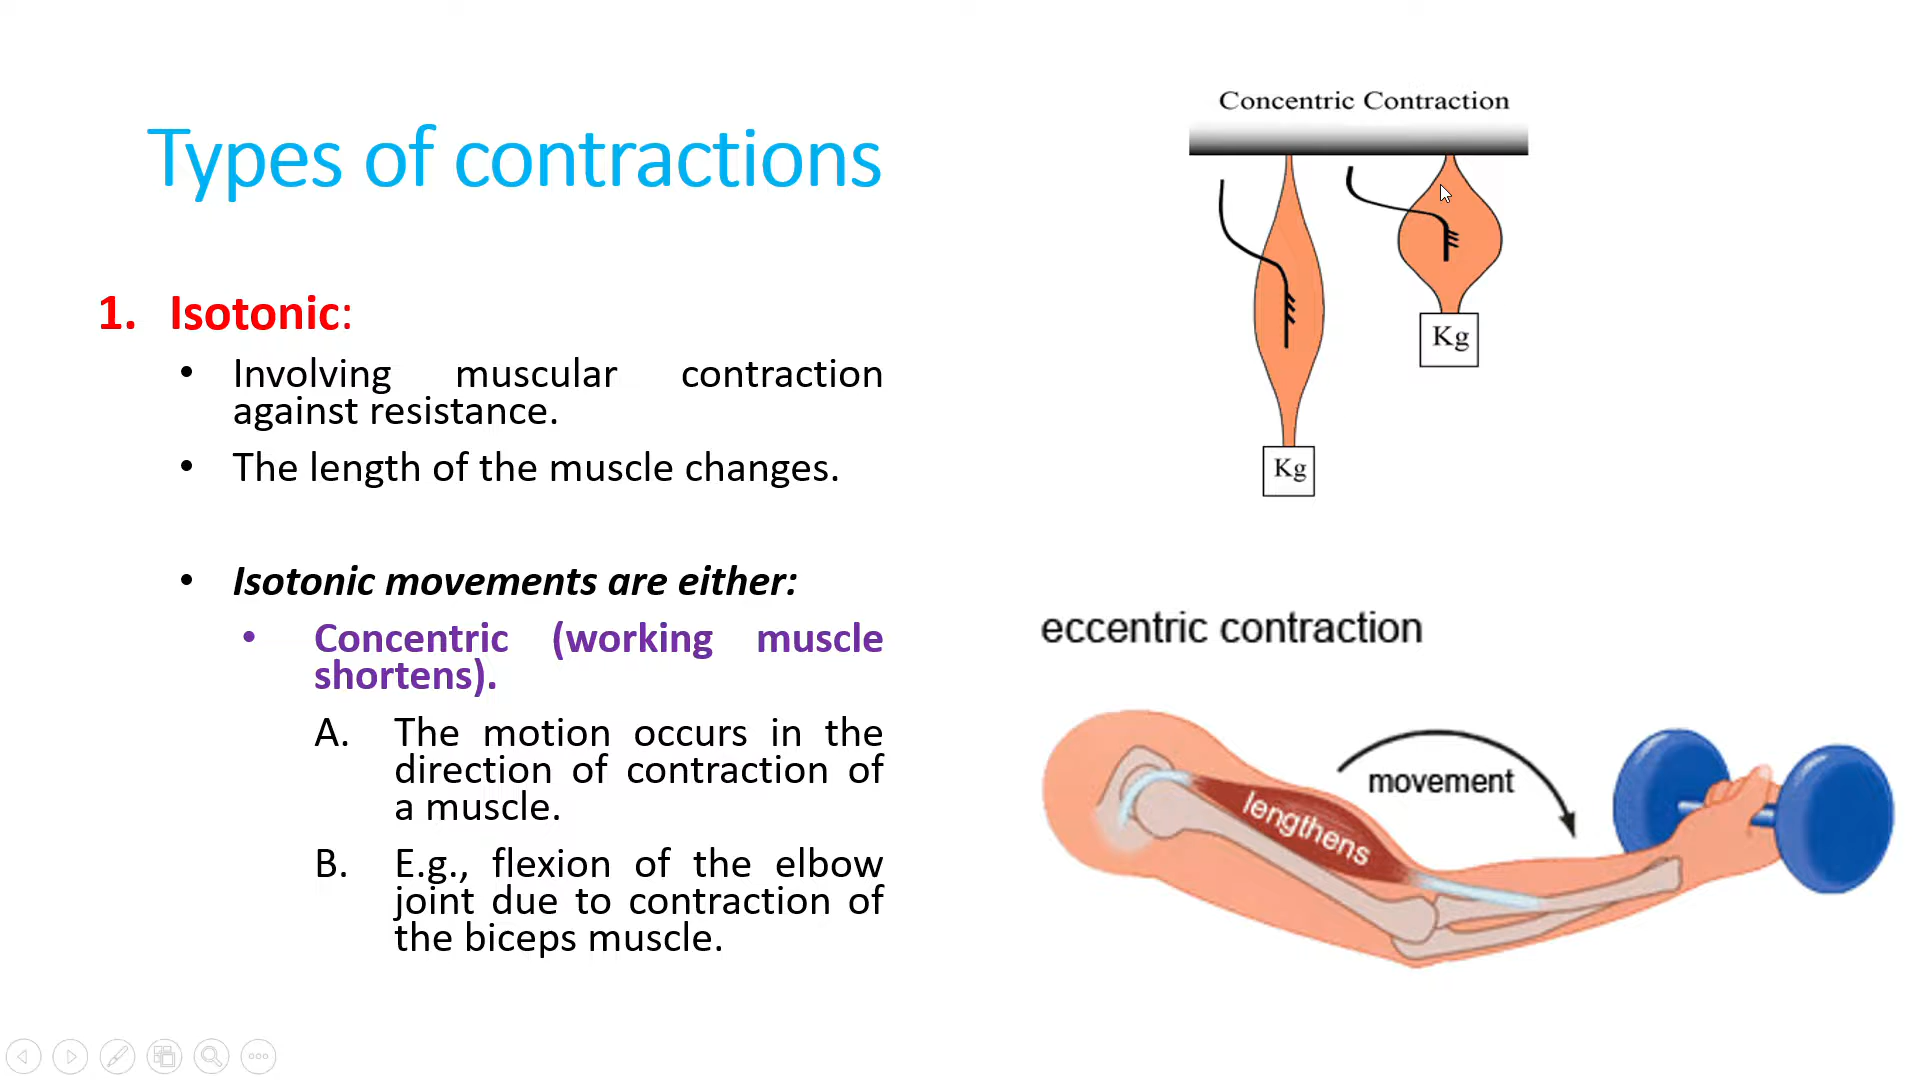 Types of contractions
1. Isotonic:
• Involving muscular contraction
against resistance.
• The length of the muscle changes.
• Isotonic movements are either:
• Concentric (working muscle
shortens).
A. The motion occurs in the
direction of contraction of
a muscle.
B. E.g., flexion of the elbow
joint due to contraction of
the biceps muscle.
Concentric Contraction
Kg
Kg
eccentric contraction
movement
lengthens